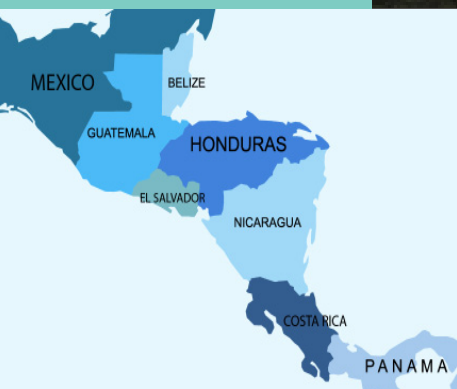 MEXICO
BELIZE
GUATEMALA
HONDURAS
EL SALVADOR
NICARAGUA
COSTA RICA
PANAMA